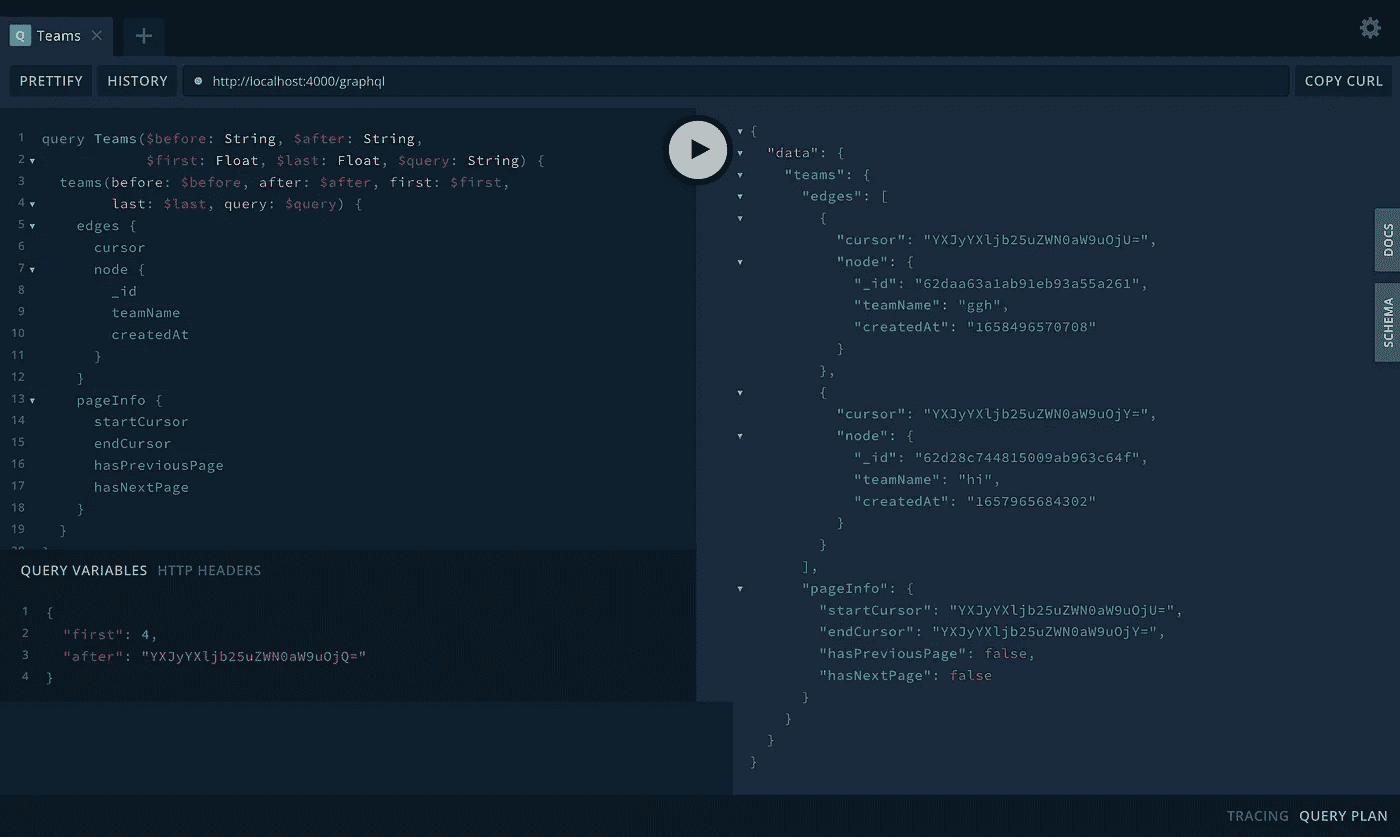 Q Teams
PRETTIFY HISTORY http://localhost:4000/graphql COPY CURL
1 query Teams($before: String, $after: String,
2 $first: Float, $last: Float, $query: String) {
3 teams(before: $before, after: $after, first: $first,
4 last: $last, query: $query) {
5 edges {
6 cursor
7 node {
8 _id
9 teamName
10 createdAt
11 }
12 }
13 pageInfo {
14 startCursor
15 endCursor
16 hasPreviousPage
17 hasNextPage
18 }
19 }
QUERY VARIABLES HTTP HEADERS
1 {
2 "first": 4,
3 "after": "YXJyYXljb25uZWN0aW9uOjQ="
4 }
{
"data": {
"teams": {
"edges": [
{
"cursor": "YXJyYXljb25uZWN0aW9uOjU=",
"node": {
"_id": "62daa63a1ab91eb93a55a261",
"teamName": "ggh",
"createdAt": "1658496570708"
}
},
{
"cursor": "YXJyYXljb25uZWN0aW9uOjY=",
"node": {
"_id": "62d28c744815009ab963c64f",
"teamName": "hi",
"createdAt": "1657965684302"
}
}
],
"pageInfo": {
"startCursor": "YXJyYXljb25uZWN0aW9uOjU=",
"endCursor": "YXJyYXljb25uZWN0aW9uOjY=",
"hasPreviousPage": false,
"hasNextPage": false
}
}
}
}
DOCS
SCHEMA
TRACING QUERY PLAN